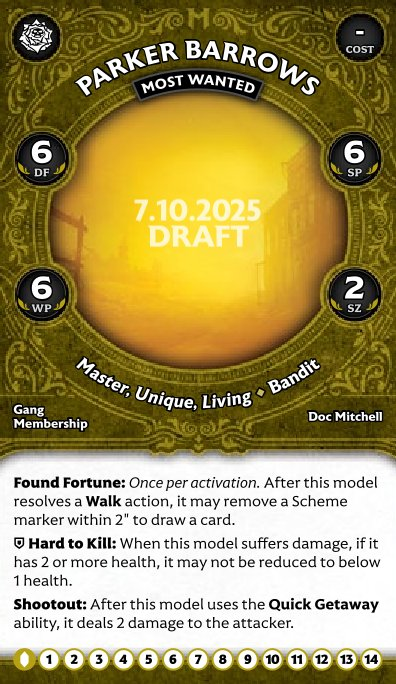 -
COST
PARKER BARROWS
MOST WANTED
6
DF
6
SP
7.10.2025
DRAFT
6
WP
2
SZ
Master, Unique, Living ⬥ Bandit
Gang
Membership
Doc Mitchell
Found Fortune: Once per activation. After this model
resolves a Walk action, it may remove a Scheme
marker within 2" to draw a card.
Hard to Kill: When this model suffers damage, if it
has 2 or more health, it may not be reduced to below
1 health.
Shootout: After this model uses the Quick Getaway
ability, it deals 2 damage to the attacker.
1 2 3 4 5 6 7 8 9 10 11 12 13 14